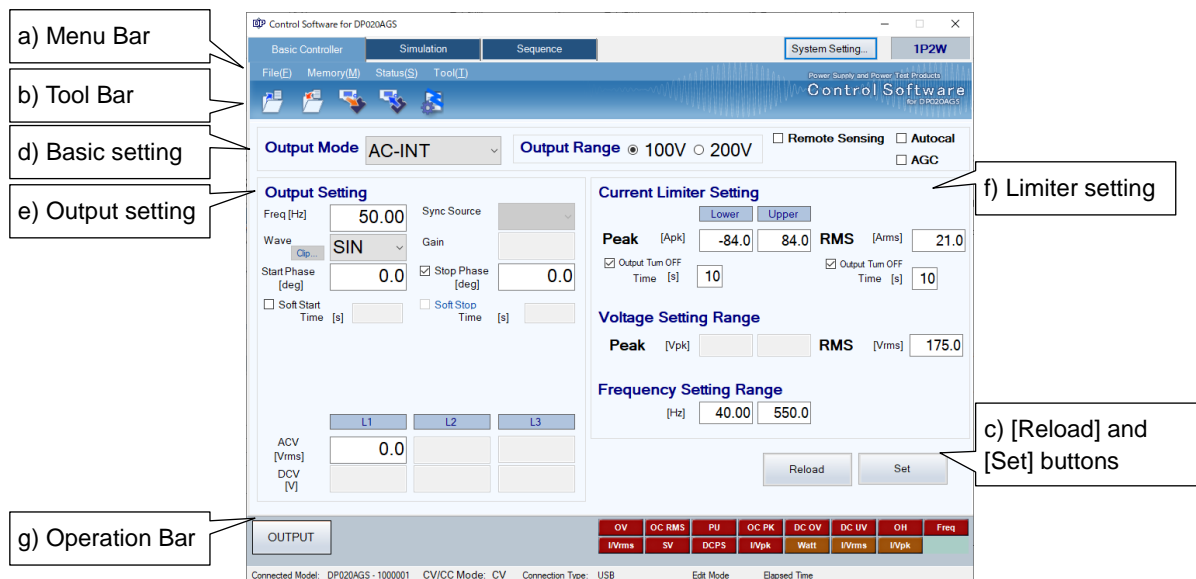 Control Software for DP020AGS
a) Menu Bar
Basic Controller Simulation Sequence System Setting... 1P2W
File(F) Memory(M) Status(S) Tool(T)
Power Supply and Power Test Products
Control Software
for DP020AGS
b) Tool Bar
d) Basic setting
Output Mode AC-INT Output Range 100V 200V Remote Sensing Autocal
AGC
e) Output setting
Output Setting
Freq [Hz] 50.00 Sync Source
Wave Clip... SIN Gain
Start Phase [deg] 0.0 Stop Phase [deg] 0.0
Soft Start Time [s] Soft Stop Time [s]
L1 L2 L3
ACV [Vrms] 0.0
DCV [V]
f) Limiter setting
Current Limiter Setting
Lower Upper
Peak [Apk] -84.0 84.0 RMS [Arms] 21.0
Output Turn OFF Time [s] 10 Output Turn OFF Time [s] 10
Voltage Setting Range
Peak [Vpk] RMS [Vrms] 175.0
Frequency Setting Range
[Hz] 40.00 550.0
c) [Reload] and
[Set] buttons
Reload Set
g) Operation Bar
OUTPUT
OV OC RMS PU OC PK DC OV DC UV OH Freq
I/Vrms SV DCPS I/Vpk Watt I/Vrms I/Vpk
Connected Model: DP020AGS - 1000001 CV/CC Mode: CV Connection Type: USB Edit Mode Elapsed Time